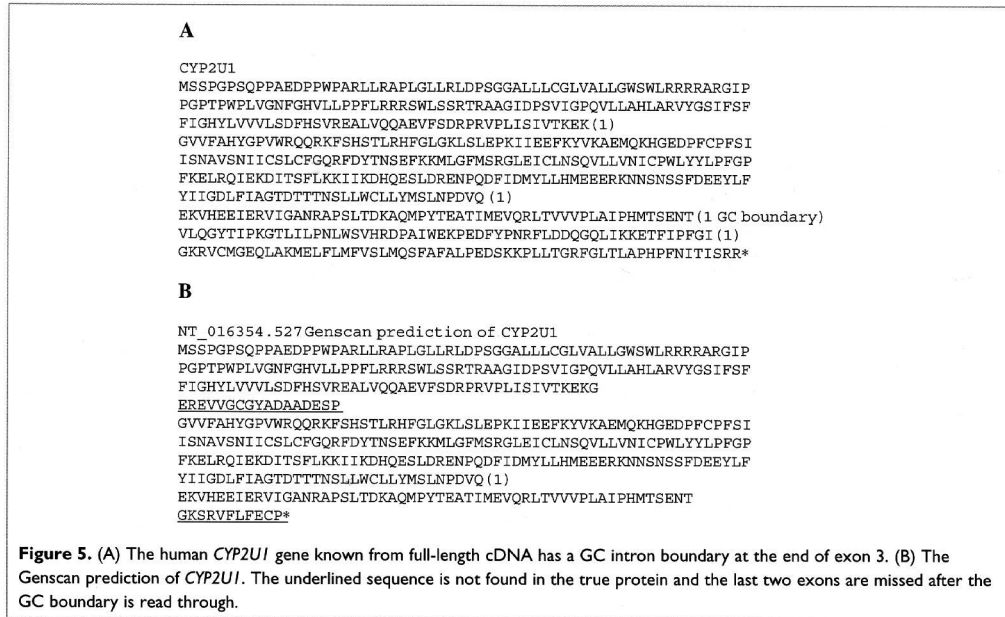 A
CYP2U1
MSSPGPSQPPAEDPPWPARLLRAPLGLLRLDPSGGALLLCGLVALLGWSWLRRRRARGIP
PGPTPWPLVGNFGHVLLPPFLRRRSWLSSRTRAAGIDPSVIGPQVLLAHLARVYGSIFSF
FIGHYLVVVLSDFHSVREALVQQAEVFSDRPRVPLISIVTKEK(1)
GVVFAHYGPVWRQQRKFSHSTLRHFGLGKLSLEPKIIEEFKYVKAEMQKHGEDPFCPFSI
ISNAVSNIICSLCFGQRFDYTNSEFKKMLGFMSRGLEICLNSQVLLVNICPWLYYLPFGP
FKELRQIEKDITSFLKKIIKDHQESLDRENPQDFIDMYLLHMEEERKNNSNSSFDEEYLF
YIIGDLFIAGTDTTTNSLLWCLLYMSLNPDVQ(1)
EKVHEEIERVIGANRAPSLTDKAQMPYTEATIMEVQRLTVVVPLAIPHMTSENT(1 GC boundary)
VLQGYTIPKGTLILPNLWSVHRDPAIWEKPEDFYPNRFLDDQGQLIKKETFIPFGI(1)
GKRVCMGEQLAKMELFLMFVSLMQSFAFALPEDSKKPLLTGRFGLTLAPHPFNITISRR*
B
NT_016354.527 Genscan prediction of CYP2U1
MSSPGPSQPPAEDPPWPARLLRAPLGLLRLDPSGGALLLCGLVALLGWSWLRRRRARGIP
PGPTPWPLVGNFGHVLLPPFLRRRSWLSSRTRAAGIDPSVIGPQVLLAHLARVYGSIFSF
FIGHYLVVVLSDFHSVREALVQQAEVFSDRPRVPLISIVTKEKG
EREVVGCGYADAADESP
GVVFAHYGPVWRQQRKFSHSTLRHFGLGKLSLEPKIIEEFKYVKAEMQKHGEDPFCPFSI
ISNAVSNIICSLCFGQRFDYTNSEFKKMLGFMSRGLEICLNSQVLLVNICPWLYYLPFGP
FKELRQIEKDITSFLKKIIKDHQESLDRENPQDFIDMYLLHMEEERKNNSNSSFDEEYLF
YIIGDLFIAGTDTTTNSLLWCLLYMSLNPDVQ(1)
EKVHEEIERVIGANRAPSLTDKAQMPYTEATIMEVQRLTVVVPLAIPHMTSENT
GKSRVFLFECP*
Figure 5. (A) The human CYP2U1 gene known from full-length cDNA has a GC intron boundary at the end of exon 3. (B) The
Genscan prediction of CYP2U1. The underlined sequence is not found in the true protein and the last two exons are missed after the
GC boundary is read through.